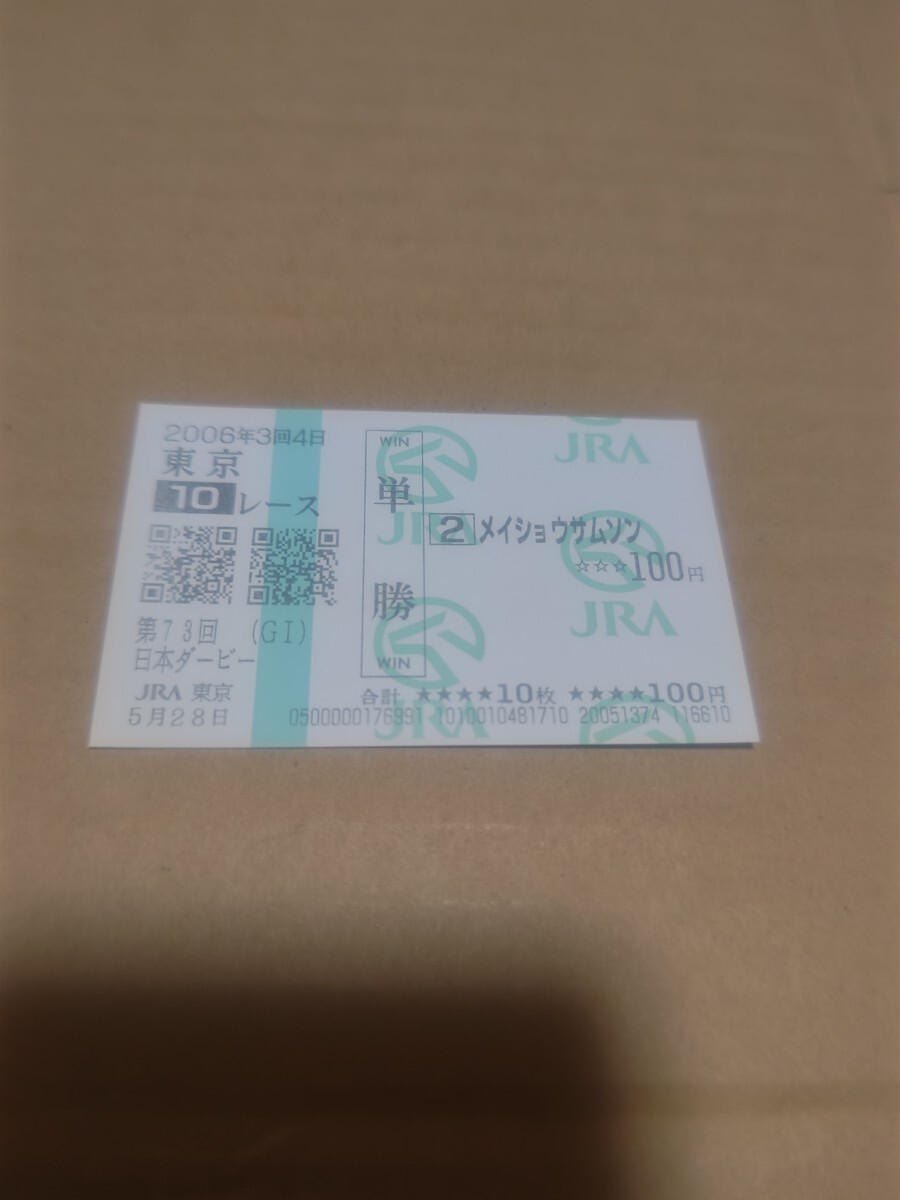 2006年3回4日
東京
10レース
第73回 (GI)
日本ダービー
JRA 東京
5月28日
WIN
単
勝
WIN
2 メイショウサムソン
☆☆☆100円
合計 ★★★★10枚 ★★★★100円
0500000176991 1010010481710 20051374 116610
JRA
JRA
JRA
JRA